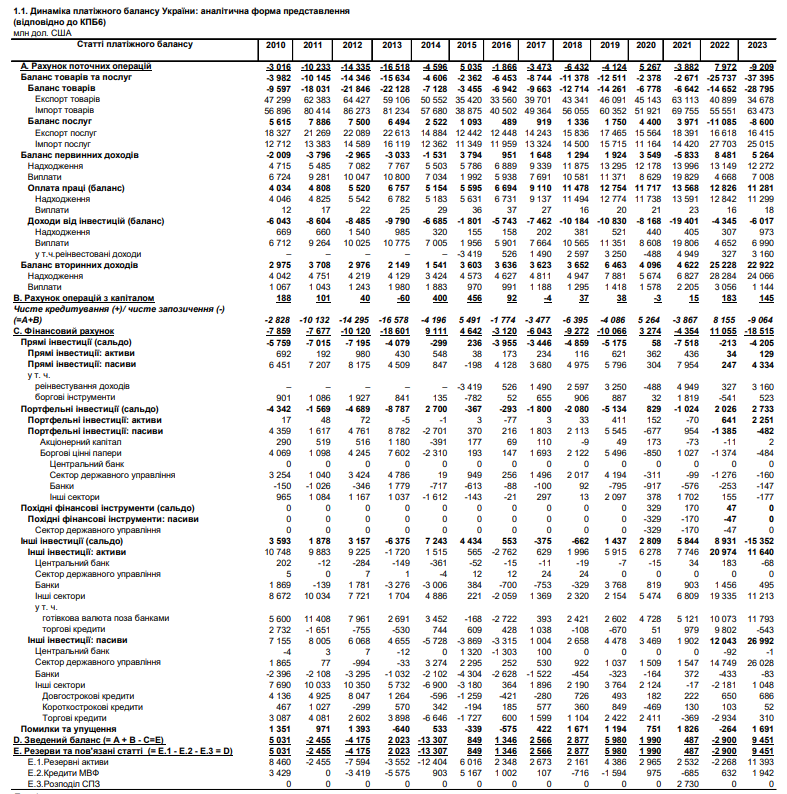 1.1. Динаміка платіжного балансу України: аналітична форма представлення
(відповідно до КПБ6)
млн дол. США
Статті платіжного балансу 2010 2011 2012 2013 2014 2015 2016 2017 2018 2019 2020 2021 2022 2023
А. Рахунок поточних операцій -3 016 -10 233 -14 335 -16 518 -4 596 5 035 -1 866 -3 473 -6 432 -4 124 5 267 -3 882 7 972 -9 209
Баланс товарів та послуг -3 982 -10 145 -14 346 -15 634 -4 606 -2 362 -6 453 -8 744 -11 378 -12 511 -2 378 -2 671 -25 737 -37 395
Баланс товарів -9 597 -18 031 -21 846 -22 128 -7 128 -3 455 -6 942 -9 663 -12 714 -14 261 -6 778 -6 642 -14 652 -28 795
Експорт товарів 47 299 62 383 64 427 59 106 50 552 35 420 33 560 39 701 43 341 46 091 45 143 63 113 40 899 34 678
Імпорт товарів 56 896 80 414 86 273 81 234 57 680 38 875 40 502 49 364 56 055 60 352 51 921 69 755 55 551 63 473
Баланс послуг 5 615 7 886 7 500 6 494 2 522 1 093 489 919 1 336 1 750 4 400 3 971 -11 085 -8 600
Експорт послуг 18 327 21 269 22 089 22 613 14 884 12 442 12 448 14 243 15 836 17 465 15 564 18 391 16 618 16 415
Імпорт послуг 12 712 13 383 14 589 16 119 12 362 11 349 11 959 13 324 14 500 15 715 11 164 14 420 27 703 25 015
Баланс первинних доходів -2 009 -3 796 -2 965 -3 033 -1 531 3 794 951 1 648 1 294 1 924 3 549 -5 833 8 481 5 264
Надходження 4 715 5 485 7 082 7 767 5 503 5 786 6 889 9 339 11 875 13 295 12 178 13 996 13 149 12 272
Виплати 6 724 9 281 10 047 10 800 7 034 1 992 5 938 7 691 10 581 11 371 8 629 19 829 4 668 7 008
Оплата праці (баланс) 4 034 4 808 5 520 6 757 5 154 5 595 6 694 9 110 11 478 12 754 11 717 13 568 12 826 11 281
Надходження 4 046 4 825 5 542 6 782 5 183 5 631 6 731 9 137 11 494 12 774 11 738 13 591 12 842 11 299
Виплати 12 17 22 25 29 36 37 27 16 20 21 23 16 18
Доходи від інвестицій (баланс) -6 043 -8 604 -8 485 -9 790 -6 685 -1 801 -5 743 -7 462 -10 184 -10 830 -8 168 -19 401 -4 345 -6 017
Надходження 669 660 1 540 985 320 155 158 202 381 521 440 405 307 973
Виплати 6 712 9 264 10 025 10 775 7 005 1 956 5 901 7 664 10 565 11 351 8 608 19 806 4 652 6 990
у т.ч.реінвестовані доходи – – – – – -3 419 526 1 490 2 597 3 250 -488 4 949 327 3 160
Баланс вторинних доходів 2 975 3 708 2 976 2 149 1 541 3 603 3 636 3 623 3 652 6 463 4 096 4 622 25 228 22 922
Надходження 4 042 4 751 4 219 4 129 3 424 4 573 4 627 4 811 4 947 7 881 5 674 6 827 28 284 24 066
Виплати 1 067 1 043 1 243 1 980 1 883 970 991 1 188 1 295 1 418 1 578 2 205 3 056 1 144
В. Рахунок операцій з капіталом 188 101 40 -60 400 456 92 -4 37 38 -3 15 183 145
Чисте кредитування (+)/ чисте запозичення (-)
(=А+В) -2 828 -10 132 -14 295 -16 578 -4 196 5 491 -1 774 -3 477 -6 395 -4 086 5 264 -3 867 8 155 -9 064
С. Фінансовий рахунок -7 859 -7 677 -10 120 -18 601 9 111 4 642 -3 120 -6 043 -9 272 -10 066 3 274 -4 354 11 055 -18 515
Прямі інвестиції (сальдо) -5 759 -7 015 -7 195 -4 079 -299 236 -3 955 -3 446 -4 859 -5 175 58 -7 518 -213 -4 205
Прямі інвестиції: активи 692 192 980 430 548 38 173 234 116 621 362 436 34 129
Прямі інвестиції: пасиви 6 451 7 207 8 175 4 509 847 -198 4 128 3 680 4 975 5 796 304 7 954 247 4 334
у т. ч.
реінвестування доходів – – – – – -3 419 526 1 490 2 597 3 250 -488 4 949 327 3 160
боргові інструменти 901 1 086 1 927 841 135 -782 52 655 906 887 32 1 819 -541 523
Портфельні інвестиції (сальдо) -4 342 -1 569 -4 689 -8 787 2 700 -367 -293 -1 800 -2 080 -5 134 829 -1 024 2 026 2 733
Портфельні інвестиції: активи 17 48 72 -5 -1 3 -77 3 33 411 152 -70 641 2 251
Портфельні інвестиції: пасиви 4 359 1 617 4 761 8 782 -2 701 370 216 1 803 2 113 5 545 -677 954 -1 385 -482
Акціонерний капітал 290 519 516 1 180 -391 177 69 110 -9 49 173 -73 -11 2
Боргові цінні папери 4 069 1 098 4 245 7 602 -2 310 193 147 1 693 2 122 5 496 -850 1 027 -1 374 -484
Центральний банк 0 0 0 0 0 0 0 0 0 0 0 0 0 0
Сектор державного управління 3 254 1 040 3 424 4 786 19 949 256 1 496 2 017 4 194 -311 -99 -1 276 -160
Банки -150 -1 026 -346 1 779 -717 -613 -88 -100 92 -795 -917 -576 -253 -147
Інші сектори 965 1 084 1 167 1 037 -1 612 -143 -21 297 13 2 097 378 1 702 155 -177
Похідні фінансові інструменти (сальдо) 0 0 0 0 0 0 0 0 0 0 329 170 47 0
Похідні фінансові інструменти: пасиви 0 0 0 0 0 0 0 0 0 0 -329 -170 -47 0
Сектор державного управління 0 0 0 0 0 0 0 0 0 0 -329 -170 -47 0
Інші інвестиції (сальдо) 3 593 1 878 3 157 -6 375 7 243 4 434 553 -375 -662 1 437 2 809 5 844 8 931 -15 352
Інші інвестиції: активи 10 748 9 883 9 225 -1 720 1 515 565 -2 762 629 1 996 5 915 6 278 7 746 20 974 11 640
Центральний банк 202 -12 -284 -149 -361 -52 -15 -11 -19 -7 -15 34 183 -68
Сектор державного управління 5 0 7 1 -4 12 12 24 24 0 0 0 0 0
Банки 1 869 -139 1 781 -3 276 -3 006 384 -700 -753 -329 3 768 819 903 1 456 495
Інші сектори 8 672 10 034 7 721 1 704 4 886 221 -2 059 1 369 2 320 2 154 5 474 6 809 19 335 11 213
у т. ч.
готівкова валюта поза банками 5 600 11 408 7 961 2 691 3 452 -168 -2 722 393 2 421 2 602 4 728 5 121 10 073 11 793
торгові кредити 2 732 -1 651 -755 -530 744 609 428 1 038 -108 -670 51 979 9 802 -543
Інші інвестиції: пасиви 7 155 8 005 6 068 4 655 -5 728 -3 869 -3 315 1 004 2 658 4 478 3 469 1 902 12 043 26 992
Центральний банк -4 3 7 -12 0 1 320 -1 303 100 0 0 0 0 -92 -1
Сектор державного управління 1 865 77 -994 -33 3 274 2 295 252 530 922 1 037 1 509 1 547 14 749 26 028
Банки -2 396 -2 108 -3 295 -1 032 -2 102 -4 304 -2 628 -1 522 -454 -323 -164 372 -433 -83
Інші сектори 7 690 10 033 10 350 5 732 -6 900 -3 180 364 1 896 2 190 3 764 2 124 -17 -2 181 1 048
Довгострокові кредити 4 136 4 925 8 047 1 264 -596 -1 259 -421 -280 726 493 182 222 650 686
Короткострокові кредити 467 1 027 -299 570 342 -194 185 577 360 849 -469 130 103 52
Торгові кредити 3 087 4 081 2 602 3 898 -6 646 -1 727 600 1 599 1 104 2 422 2 411 -369 -2 934 310
Помилки та упущення 1 351 971 1 393 -640 533 -339 -575 422 1 671 1 194 751 1 826 -264 1 691
D. Зведений баланс (= А + В - С=Е) 5 031 -2 455 -4 175 2 023 -13 307 849 1 346 2 566 2 877 5 980 1 990 487 -2 900 9 451
Е. Резерви та пов'язані статті (= E.1 - E.2 - E.3 = D) 5 031 -2 455 -4 175 2 023 -13 307 849 1 346 2 566 2 877 5 980 1 990 487 -2 900 9 451
E.1.Резервні активи 8 460 -2 455 -7 594 -3 552 -12 404 6 016 2 348 2 673 2 161 4 386 2 965 2 532 -2 268 11 393
E.2.Кредити МВФ 3 429 0 -3 419 -5 575 903 5 167 1 002 107 -716 -1 594 975 -685 632 1 942
E.3.Розподіл СПЗ 0 0 0 0 0 0 0 0 0 0 0 2 730 0 0